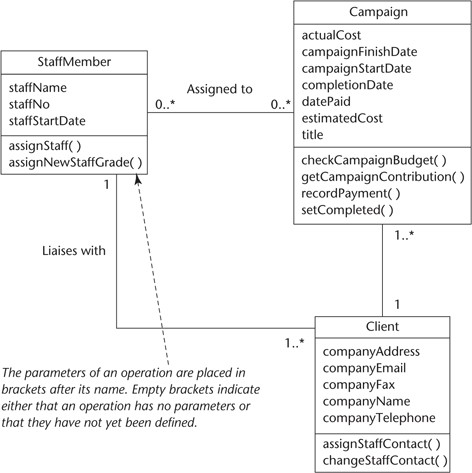 StaffMember
staffName
staffNo
staffStartDate
assignStaff( )
assignNewStaffGrade( )
Assigned to
0..*
0..*
Campaign
actualCost
campaignFinishDate
campaignStartDate
completionDate
datePaid
estimatedCost
title
checkCampaignBudget( )
getCampaignContribution( )
recordPayment( )
setCompleted( )
1
Liaises with
1..*
1..*
1
Client
companyAddress
companyEmail
companyFax
companyName
companyTelephone
assignStaffContact( )
changeStaffContact( )
The parameters of an operation are placed in
brackets after its name. Empty brackets indicate
either that an operation has no parameters or
that they have not yet been defined.